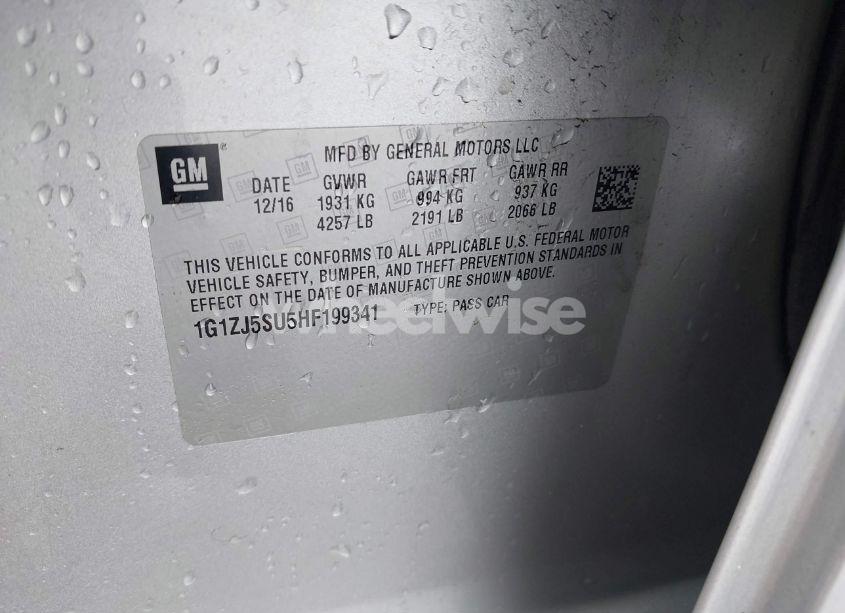 GM
MFD BY GENERAL MOTORS LLC
DATE GVWR GAWR FRT GAWR RR
12/16 1931 KG 994 KG 937 KG
4257 LB 2191 LB 2066 LB
THIS VEHICLE CONFORMS TO ALL APPLICABLE U.S. FEDERAL MOTOR
VEHICLE SAFETY, BUMPER, AND THEFT PREVENTION STANDARDS IN
EFFECT ON THE DATE OF MANUFACTURE SHOWN ABOVE.
1G1ZJ5SU5HF199341 TYPE: PASS CAR
wheelwise